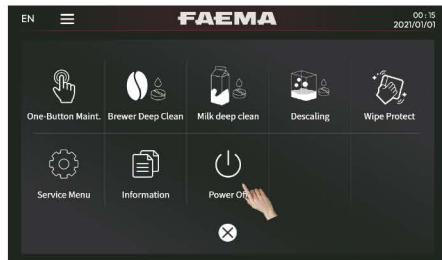 EN
FAEMA
00:15
2021/01/01
One-Button Maint.
Brewer Deep Clean
Milk deep clean
Descaling
Wipe Protect
Service Menu
Information
Power